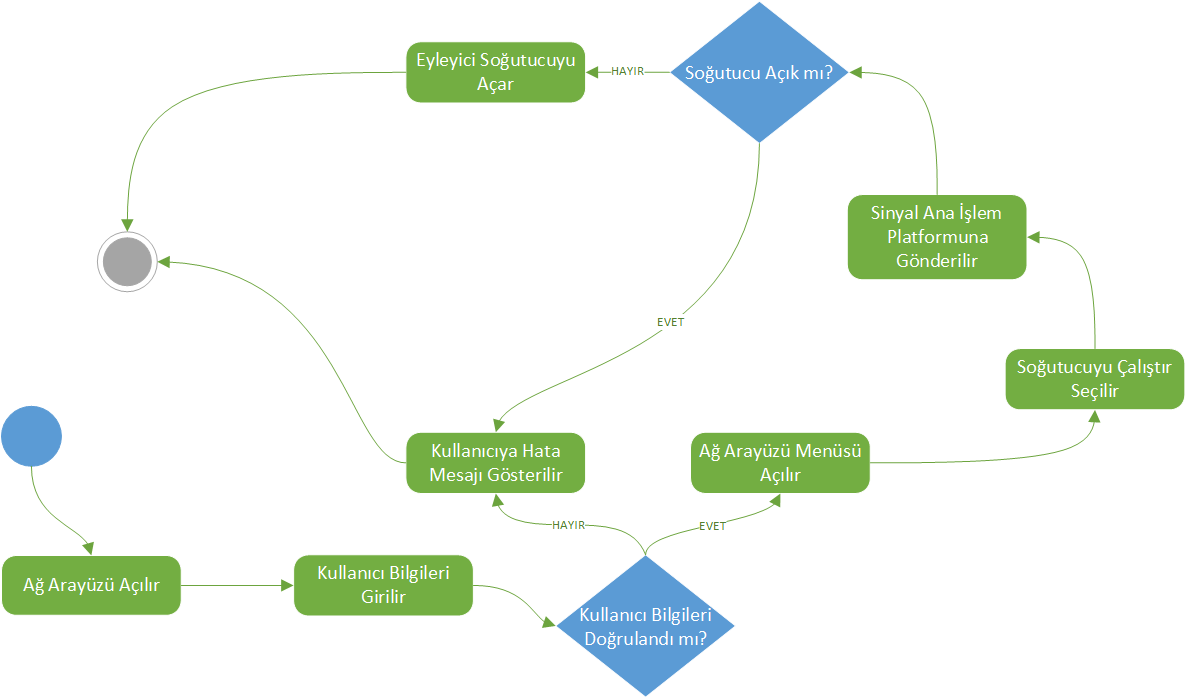 Eyleyici Soğutucuyu
Açar
HAYIR
Soğutucu Açık mı?
Sinyal Ana İşlem
Platformuna
Gönderilir
EVET
Soğutucuyu Çalıştır
Seçilir
Kullanıcıya Hata
Mesajı Gösterilir
Ağ Arayüzü Menüsü
Açılır
HAYIR
EVET
Ağ Arayüzü Açılır
Kullanıcı Bilgileri
Girilir
Kullanıcı Bilgileri
Doğrulandı mı?